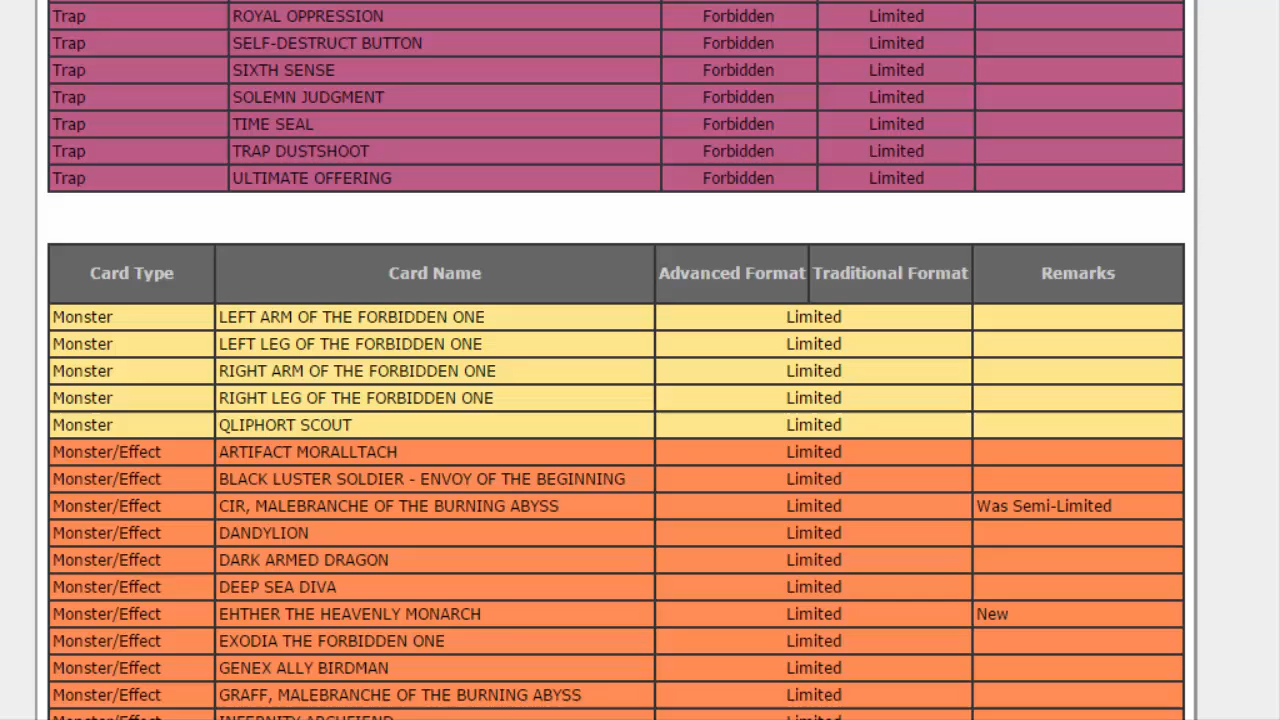 Trap ROYAL OPPRESSION Forbidden Limited
Trap SELF-DESTRUCT BUTTON Forbidden Limited
Trap SIXTH SENSE Forbidden Limited
Trap SOLEMN JUDGMENT Forbidden Limited
Trap TIME SEAL Forbidden Limited
Trap TRAP DUSTSHOOT Forbidden Limited
Trap ULTIMATE OFFERING Forbidden Limited
Card Type Card Name Advanced Format Traditional Format Remarks
Monster LEFT ARM OF THE FORBIDDEN ONE Limited
Monster LEFT LEG OF THE FORBIDDEN ONE Limited
Monster RIGHT ARM OF THE FORBIDDEN ONE Limited
Monster RIGHT LEG OF THE FORBIDDEN ONE Limited
Monster QLIPHORT SCOUT Limited
Monster/Effect ARTIFACT MORALLTACH Limited
Monster/Effect BLACK LUSTER SOLDIER - ENVOY OF THE BEGINNING Limited
Monster/Effect CIR, MALEBRANCHE OF THE BURNING ABYSS Limited Was Semi-Limited
Monster/Effect DANDYLION Limited
Monster/Effect DARK ARMED DRAGON Limited
Monster/Effect DEEP SEA DIVA Limited
Monster/Effect EHTHER THE HEAVENLY MONARCH Limited New
Monster/Effect EXODIA THE FORBIDDEN ONE Limited
Monster/Effect GENEX ALLY BIRDMAN Limited
Monster/Effect GRAFF, MALEBRANCHE OF THE BURNING ABYSS Limited
Monster/Effect INFERNITY ARCHFIEND Limited